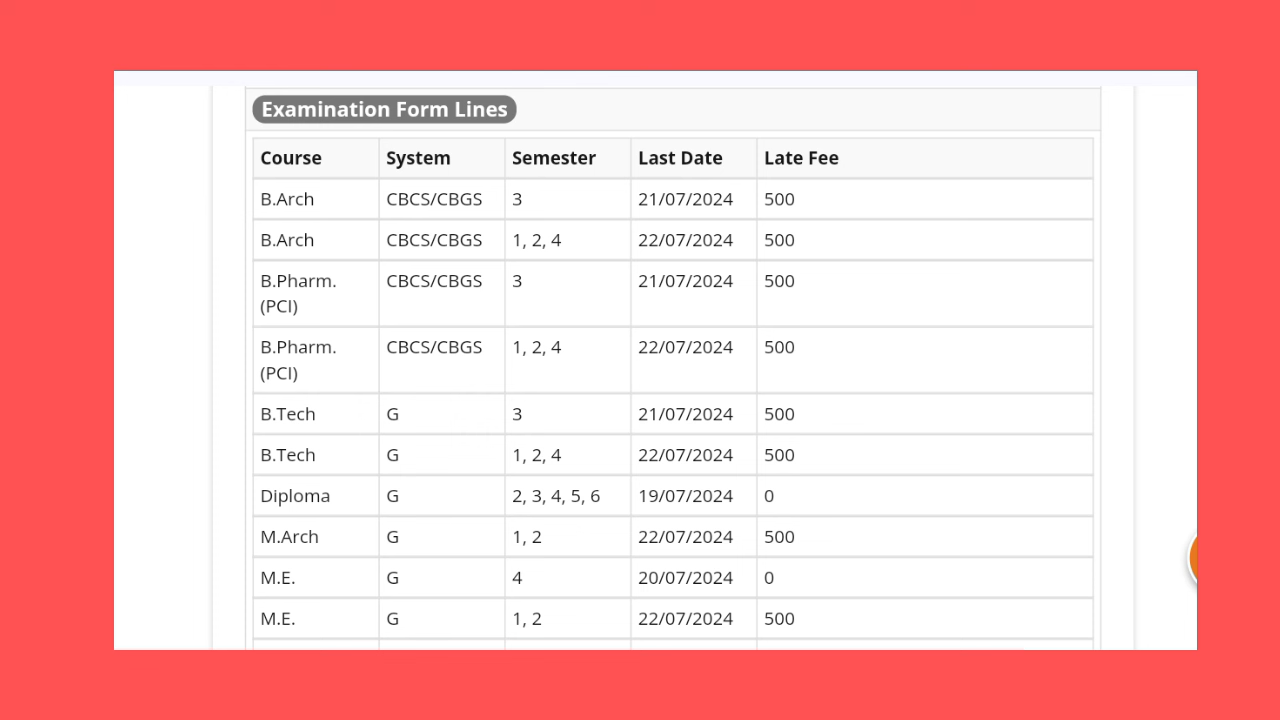 Examination Form Lines
Course System Semester Last Date Late Fee
B.Arch CBCS/CBGS 3 21/07/2024 500
B.Arch CBCS/CBGS 1, 2, 4 22/07/2024 500
B.Pharm. CBCS/CBGS 3 21/07/2024 500
(PCI)
B.Pharm. CBCS/CBGS 1, 2, 4 22/07/2024 500
(PCI)
B.Tech G 3 21/07/2024 500
B.Tech G 1, 2, 4 22/07/2024 500
Diploma G 2, 3, 4, 5, 6 19/07/2024 0
M.Arch G 1, 2 22/07/2024 500
M.E. G 4 20/07/2024 0
M.E. G 1, 2 22/07/2024 500